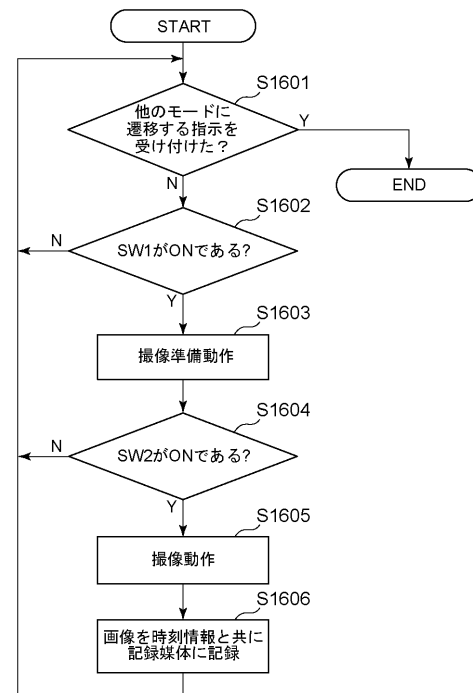 START
S1601
他のモードに
遷移する指示を
受け付けた？
Y
N
END
S1602
N
SW1がONである?
Y
S1603
撮像準備動作
S1604
N
SW2がONである?
Y
S1605
撮像動作
S1606
画像を時刻情報と共に
記録媒体に記録